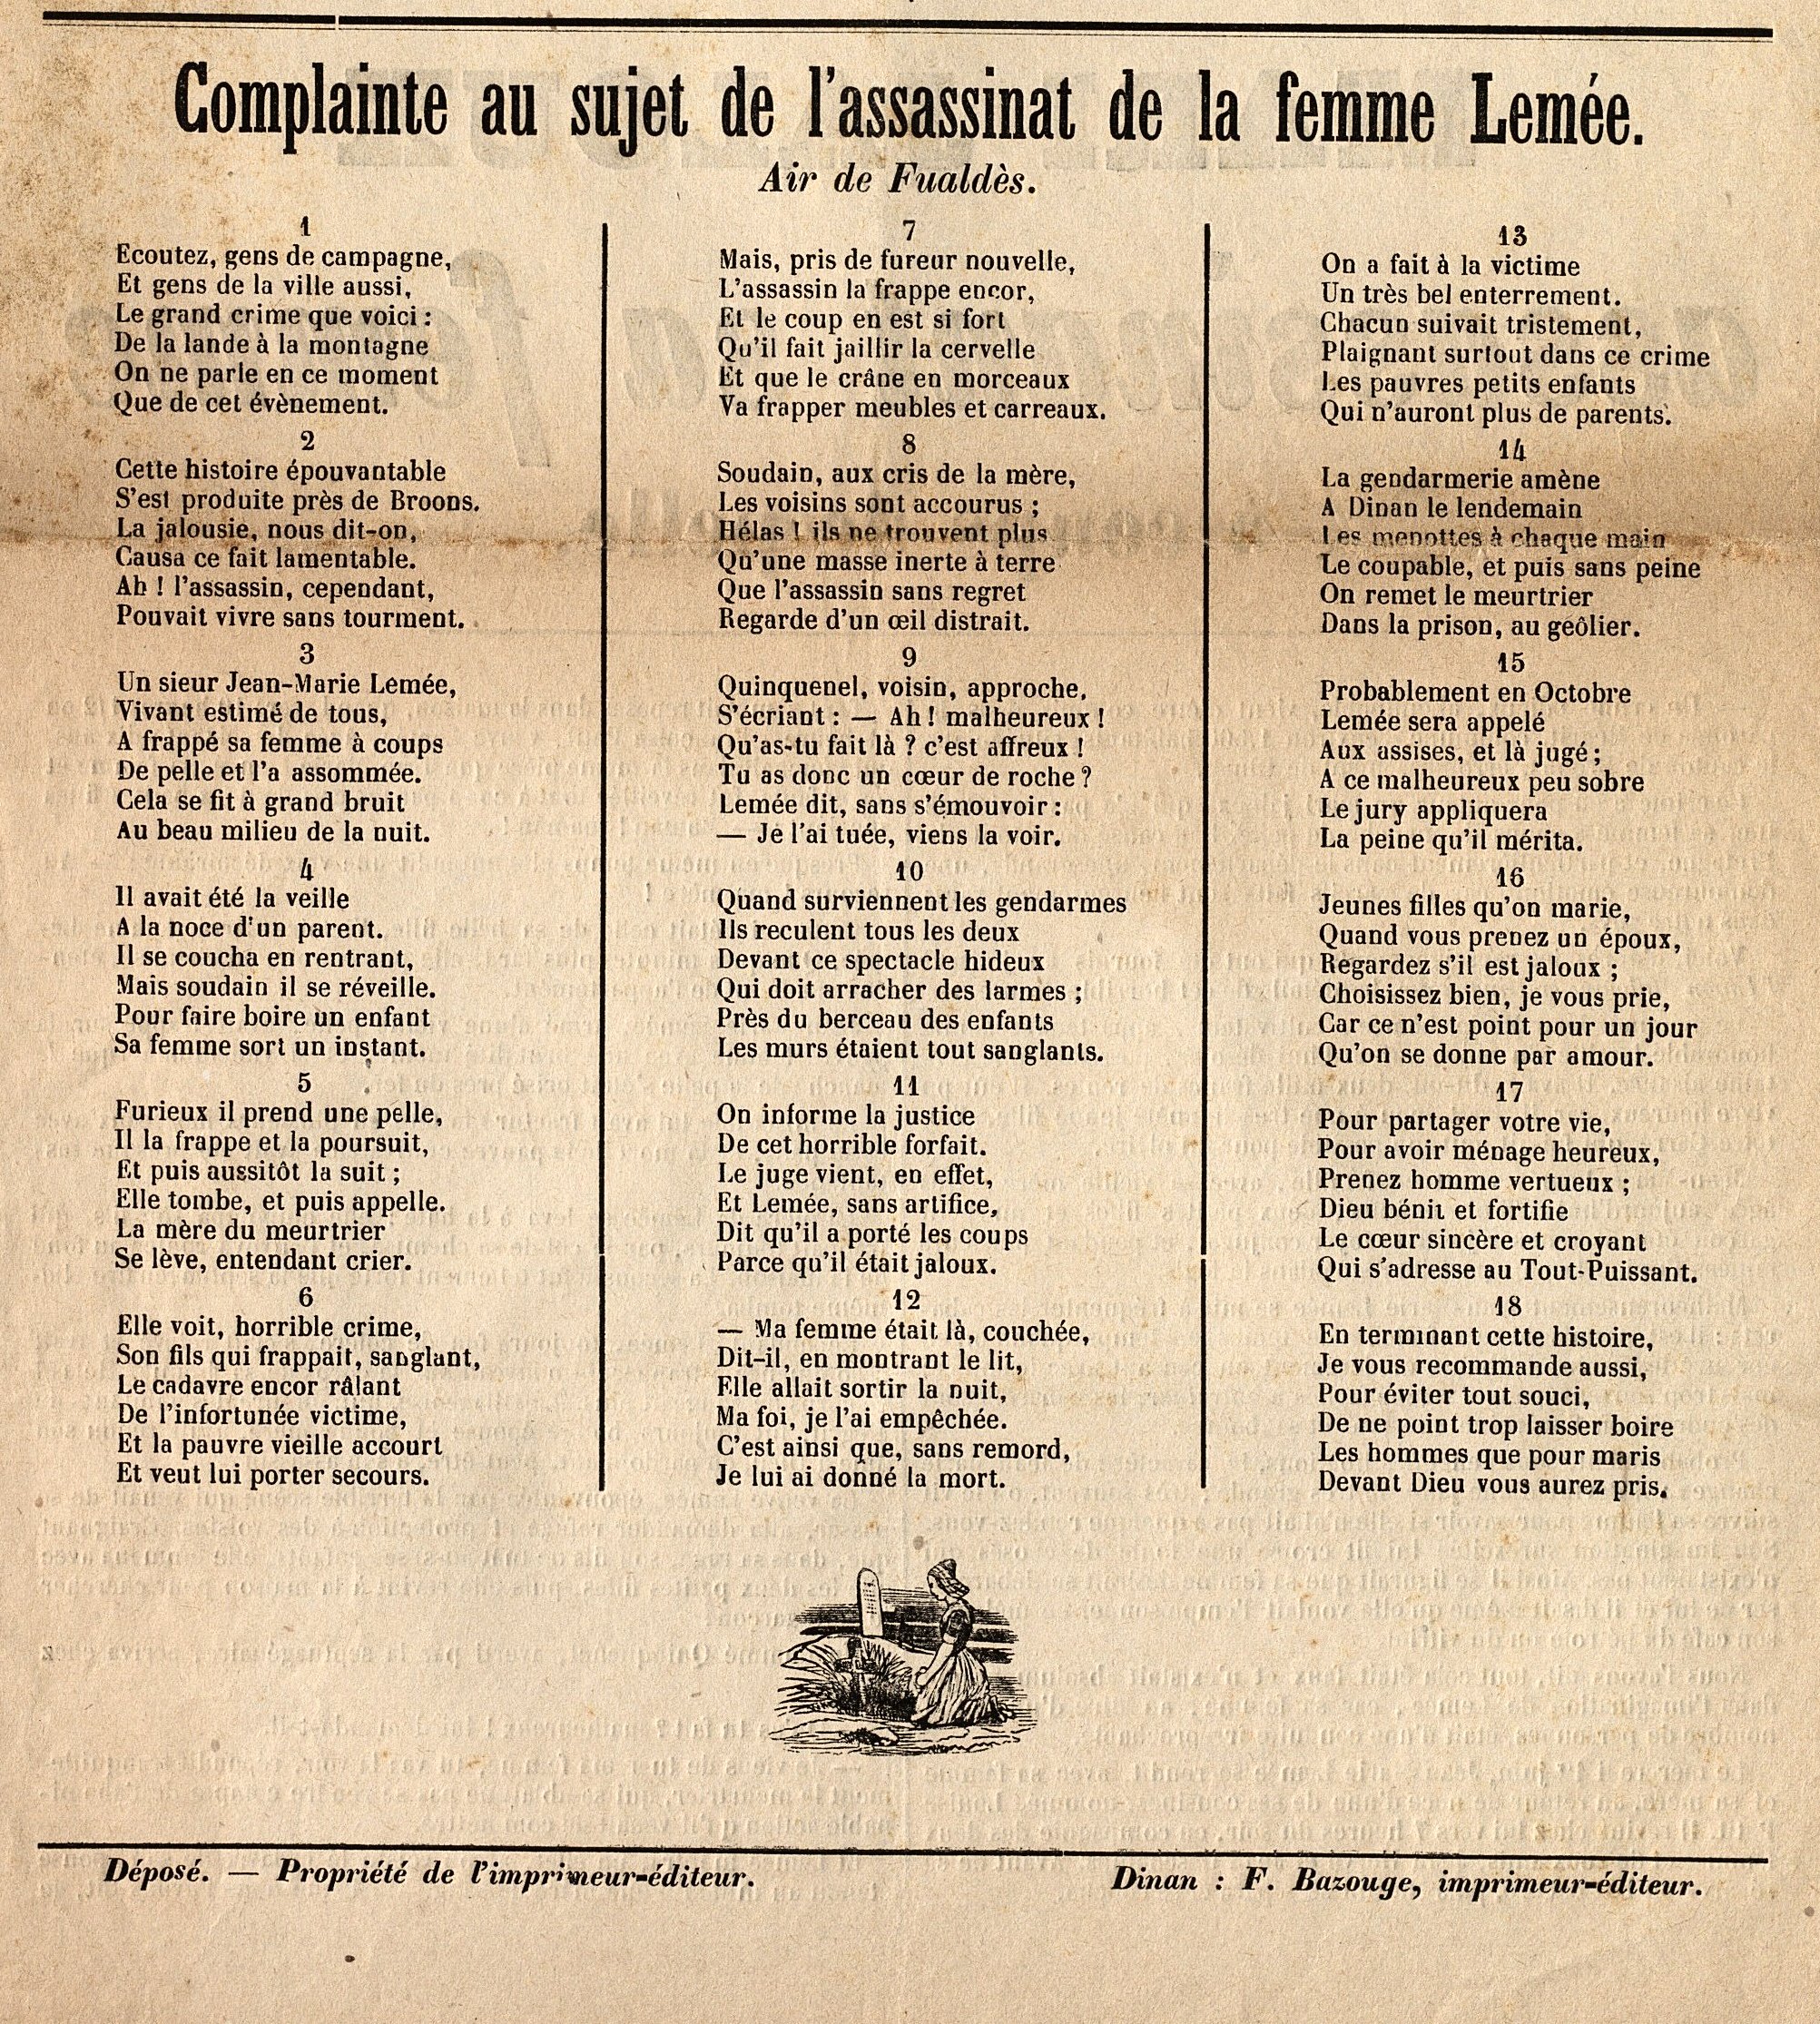 Complainte au sujet de l'assassinat de la femme Lemée.
Air de Fualdès.
1
Ecoutez, gens de campagne,
Et gens de la ville aussi,
Le grand crime que voici :
De la lande à la montagne
On ne parle en ce moment
Que de cet évènement.
2
Cette histoire épouvantable
S'est produite près de Broons.
La jalousie, nous dit-on,
Causa ce fait lamentable.
Ah ! l'assassin, cependant,
Pouvait vivre sans tourment.
3
Un sieur Jean-Marie Lemée,
Vivant estimé de tous,
A frappé sa femme à coups
De pelle et l'a assommée.
Cela se fit à grand bruit
Au beau milieu de la nuit.
4
Il avait été la veille
A la noce d'un parent.
Il se coucha en rentrant,
Mais soudain il se réveille.
Pour faire boire un enfant
Sa femme sort un instant.
5
Furieux il prend une pelle,
Il la frappe et la poursuit,
Et puis aussitôt la suit ;
Elle tombe, et puis appelle.
La mère du meurtrier
Se lève, entendant crier.
6
Elle voit, horrible crime,
Son fils qui frappait, sanglant,
Le cadavre encor râlant
De l'infortunée victime,
Et la pauvre vieille accourt
Et veut lui porter secours.
7
Mais, pris de fureur nouvelle,
L'assassin la frappe encor,
Et le coup en est si fort
Qu'il fait jaillir la cervelle
Et que le crâne en morceaux
Va frapper meubles et carreaux.
8
Soudain, aux cris de la mère,
Les voisins sont accourus ;
Hélas ! ils ne trouvent plus
Qu'une masse inerte à terre
Que l'assassin sans regret
Regarde d'un œil distrait.
9
Quinquenel, voisin, approche,
S'écriant : — Ah ! malheureux !
Qu'as-tu fait là ? c'est affreux !
Tu as donc un cœur de roche ?
Lemée dit, sans s'émouvoir :
— Je l'ai tuée, viens la voir.
10
Quand surviennent les gendarmes
Ils reculent tous les deux
Devant ce spectacle hideux
Qui doit arracher des larmes ;
Près du berceau des enfants
Les murs étaient tout sanglants.
11
On informe la justice
De cet horrible forfait.
Le juge vient, en effet,
Et Lemée, sans artifice,
Dit qu'il a porté les coups
Parce qu'il était jaloux.
12
— Ma femme était là, couchée,
Dit-il, en montrant le lit,
Elle allait sortir la nuit,
Ma foi, je l'ai empêchée.
C'est ainsi que, sans remord,
Je lui ai donné la mort.
13
On a fait à la victime
Un très bel enterrement.
Chacun suivait tristement,
Plaignant surtout dans ce crime
Les pauvres petits enfants
Qui n'auront plus de parents.
14
La gendarmerie amène
A Dinan le lendemain
Les menottes à chaque main
Le coupable, et puis sans peine
On remet le meurtrier
Dans la prison, au geôlier.
15
Probablement en Octobre
Lemée sera appelé
Aux assises, et là jugé ;
A ce malheureux peu sobre
Le jury appliquera
La peine qu'il mérita.
16
Jeunes filles qu'on marie,
Quand vous prenez un époux,
Regardez s'il est jaloux ;
Choisissez bien, je vous prie,
Car ce n'est point pour un jour
Qu'on se donne par amour.
17
Pour partager votre vie,
Pour avoir ménage heureux,
Prenez homme vertueux ;
Dieu bénit et fortifie
Le cœur sincère et croyant
Qui s'adresse au Tout-Puissant.
18
En terminant cette histoire,
Je vous recommande aussi,
Pour éviter tout souci,
De ne point trop laisser boire
Les hommes que pour maris
Devant Dieu vous aurez pris.
Déposé. — Propriété de l'imprimeur-éditeur.
Dinan : F. Bazouge, imprimeur-éditeur.